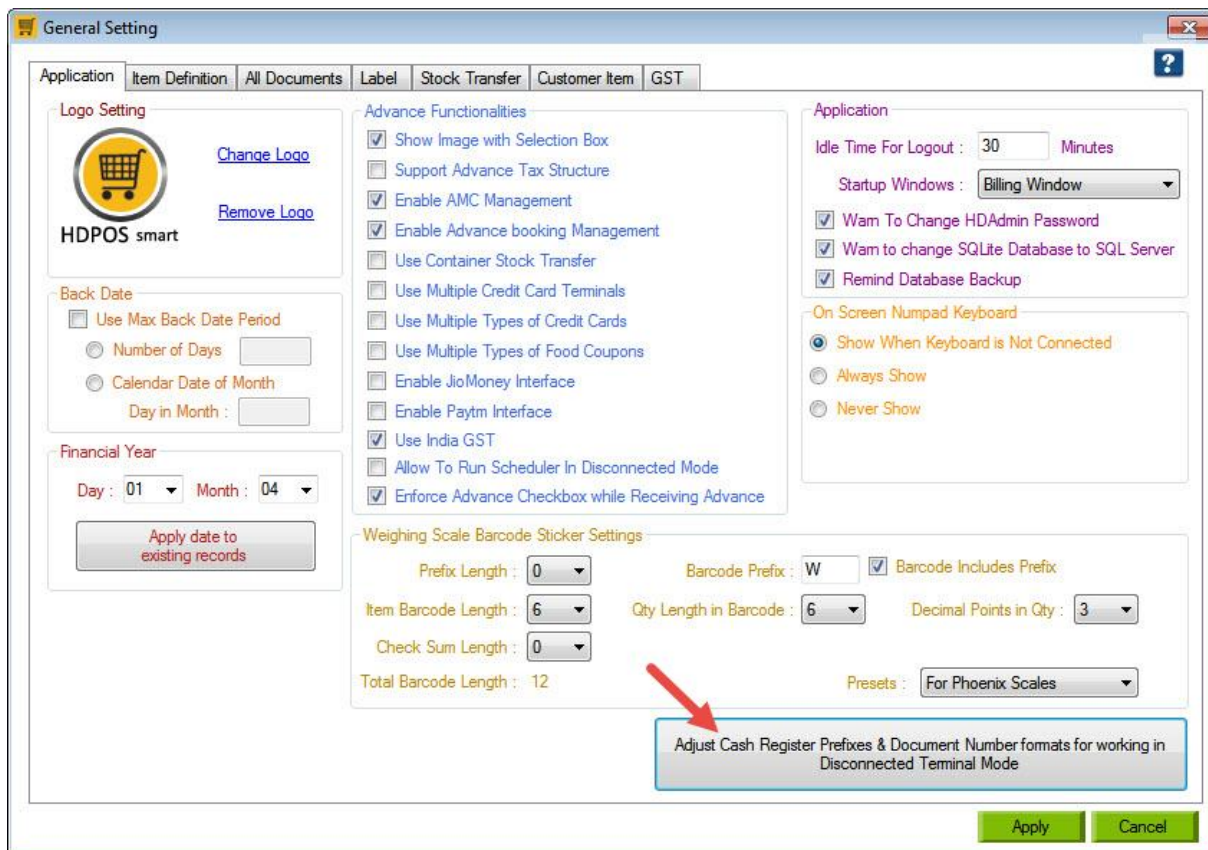 General Setting
Application
Item Definition
All Documents
Label
Stock Transfer
Customer Item
GST
?
Logo Setting
Change Logo
Remove Logo
HDPOS smart
Back Date
Use Max Back Date Period
Number of Days
Calendar Date of Month
Day in Month :
Financial Year
Day : 01 Month : 04
Apply date to
existing records
Advance Functionalities
Show Image with Selection Box
Support Advance Tax Structure
Enable AMC Management
Enable Advance booking Management
Use Container Stock Transfer
Use Multiple Credit Card Terminals
Use Multiple Types of Credit Cards
Use Multiple Types of Food Coupons
Enable JioMoney Interface
Enable Paytm Interface
Use India GST
Allow To Run Scheduler In Disconnected Mode
Enforce Advance Checkbox while Receiving Advance
Application
Idle Time For Logout : 30 Minutes
Startup Windows : Billing Window
Warn To Change HDAdmin Password
Warn to change SQLite Database to SQL Server
Remind Database Backup
On Screen Numpad Keyboard
Show When Keyboard is Not Connected
Always Show
Never Show
Weighing Scale Barcode Sticker Settings
Prefix Length : 0 Barcode Prefix : W Barcode Includes Prefix
Item Barcode Length : 6 Qty Length in Barcode : 6 Decimal Points in Qty : 3
Check Sum Length : 0
Total Barcode Length : 12 Presets : For Phoenix Scales
Adjust Cash Register Prefixes & Document Number formats for working in
Disconnected Terminal Mode
Apply
Cancel